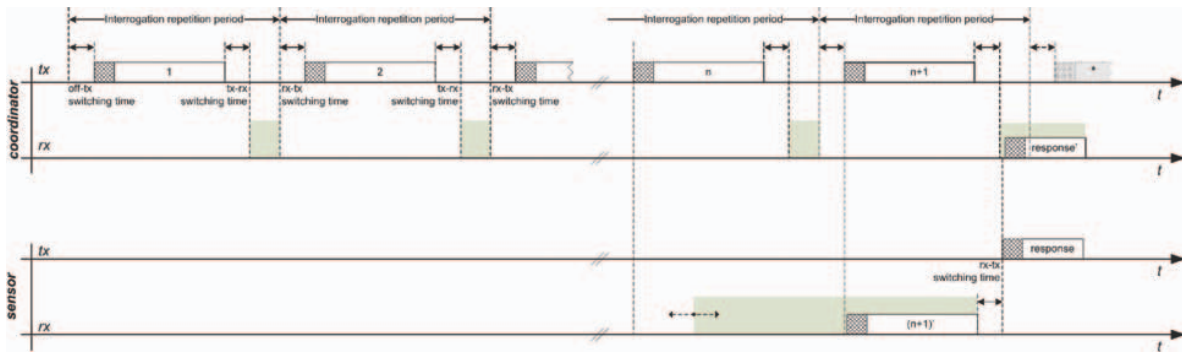 Interrogation repetition period
Interrogation repetition period
Interrogation repetition period
Interrogation repetition period
coordinator
tx
1
2
n
n+1
*
t
off-tx
switching time
tx-rx
switching time
rx-tx
switching time
tx-rx
switching time
rx-tx
switching time
rx
response'
t
sensor
tx
response
t
rx-tx
switching time
rx
(n+1)'
t